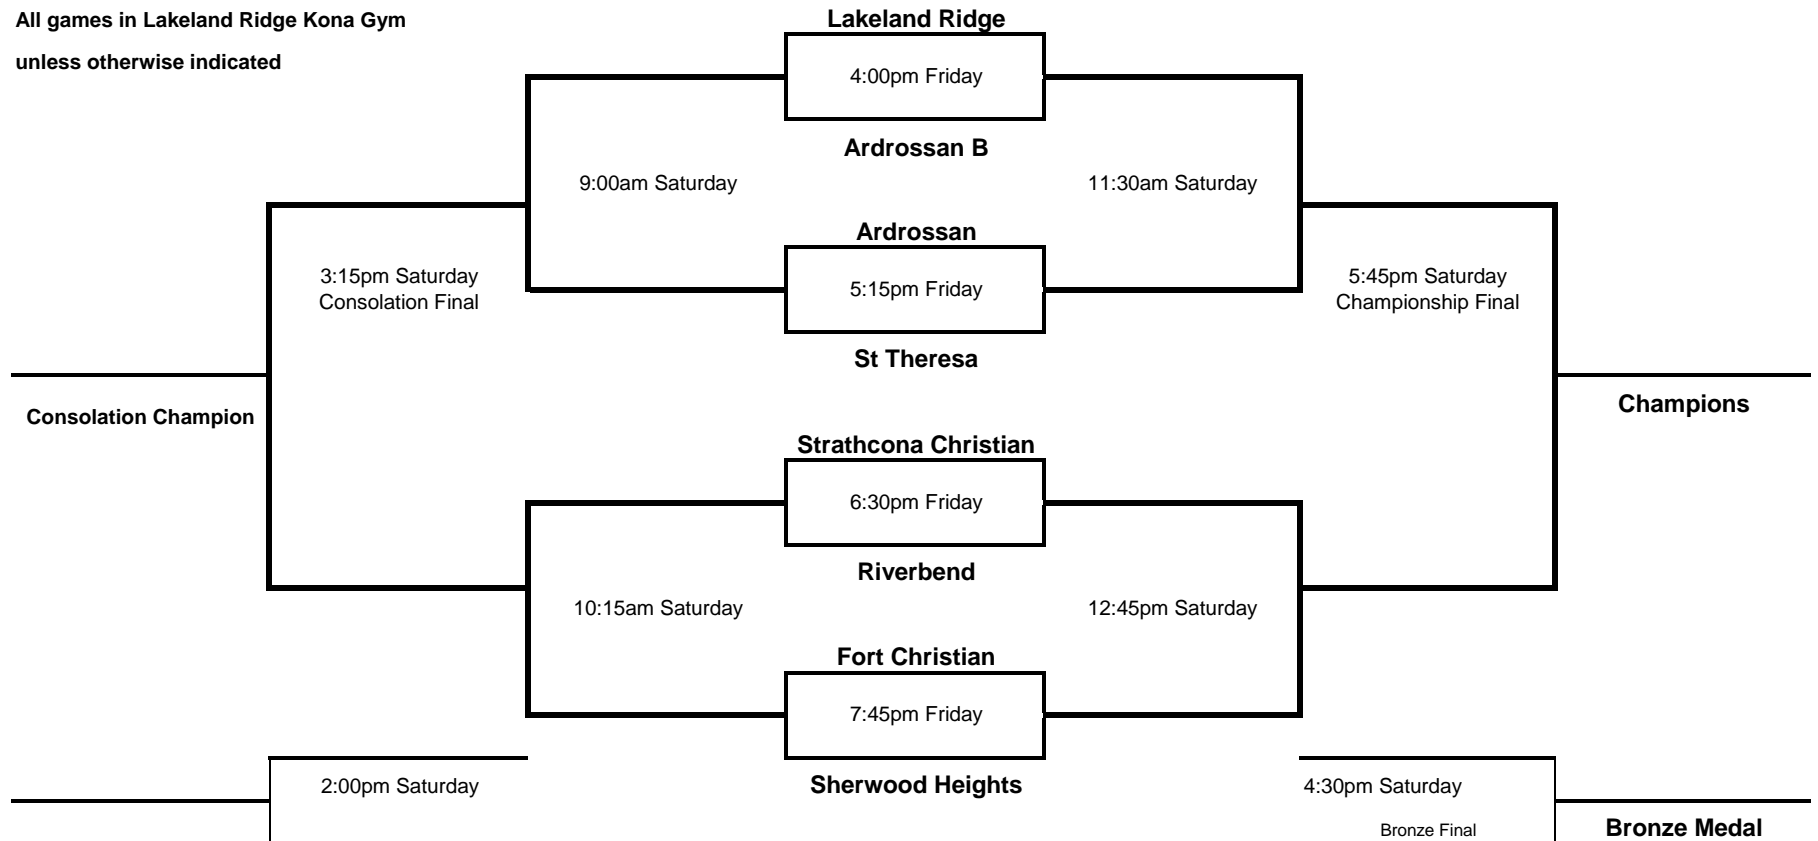 All games in Lakeland Ridge Kona Gym
unless otherwise indicated
Lakeland Ridge
4:00pm Friday
Ardrossan B
9:00am Saturday
11:30am Saturday
Ardrossan
5:15pm Friday
St Theresa
3:15pm Saturday
Consolation Final
5:45pm Saturday
Championship Final
Consolation Champion
Champions
Strathcona Christian
6:30pm Friday
Riverbend
10:15am Saturday
12:45pm Saturday
Fort Christian
7:45pm Friday
Sherwood Heights
2:00pm Saturday
4:30pm Saturday
Bronze Final
Bronze Medal